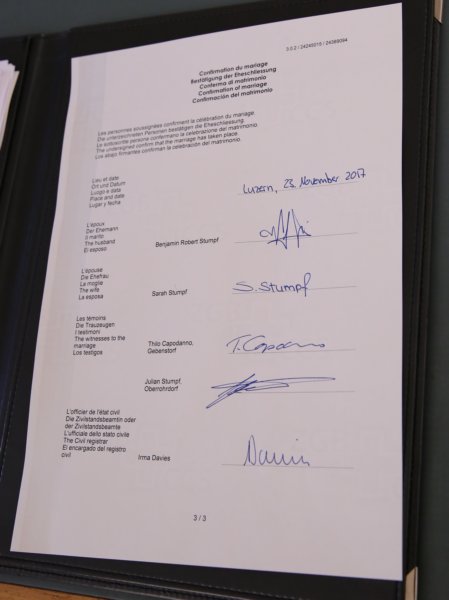 3.0.2 / 24240015 / 24369094
Confirmation du mariage
Bestätigung der Eheschliessung
Conferma di matrimonio
Confirmation of marriage
Confirmación del matrimonio
Les personnes soussignées confirment la célébration du mariage.
Die unterzeichneten Personen bestätigen die Eheschliessung.
Le sottoscritte persone confermano la celebrazione del matrimonio.
The undersigned confirm that the marriage has taken place.
Los abajo firmantes confirman la celebración del matrimonio.
Lieu et date
Ort und Datum
Luogo e data
Place and date
Lugar y fecha
Luzern, 23. November 2017
L'époux
Der Ehemann
Il marito
The husband
El esposo
Benjamin Robert Stumpf
L'épouse
Die Ehefrau
La moglie
The wife
La esposa
Sarah Stumpf
S. Stumpf
Les témoins
Die Trauzeugen
I testimoni
The witnesses to the
marriage
Los testigos
Thilo Capodanno,
Gebenstorf
T. Capodanno
Julian Stumpf,
Oberrohrdorf
L'officier de l'état civil
Die Zivilstandsbeamtin oder
der Zivilstandsbeamte
L'ufficiale dello stato civile
The Civil registrar
El encargado del registro
civil
Irma Davies
3 / 3